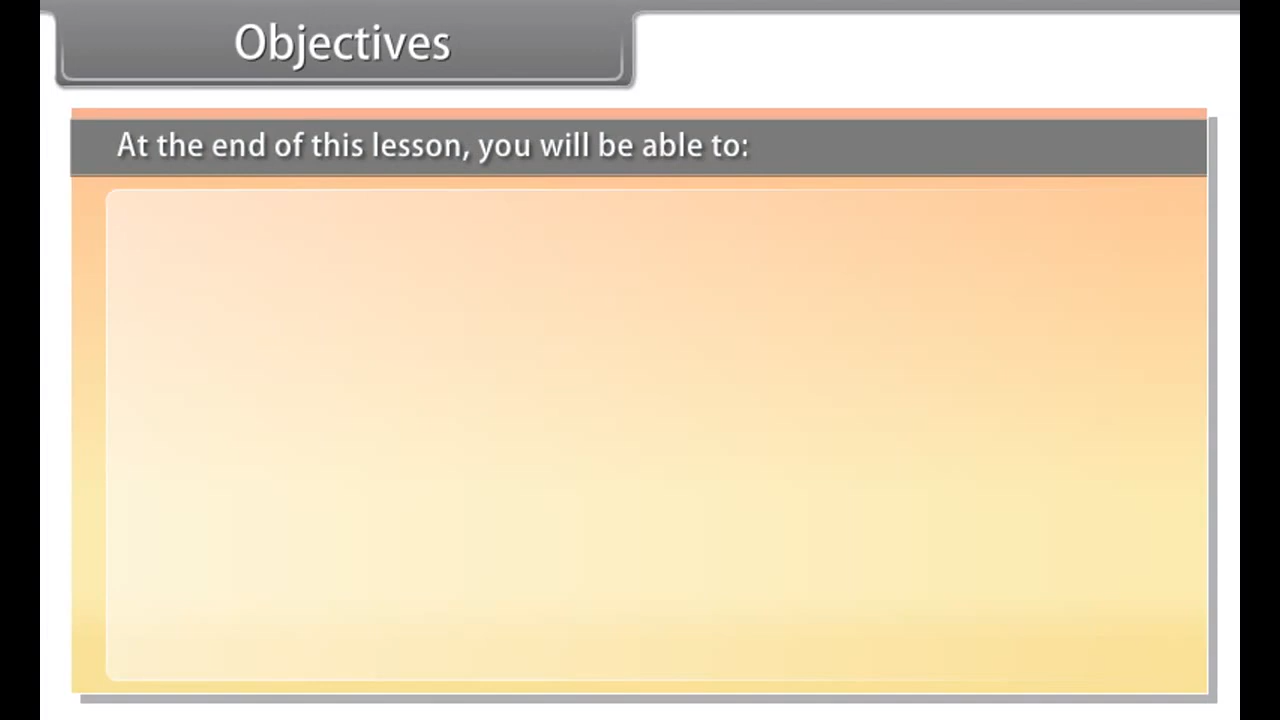 Objectives
At the end of this lesson, you will be able to: